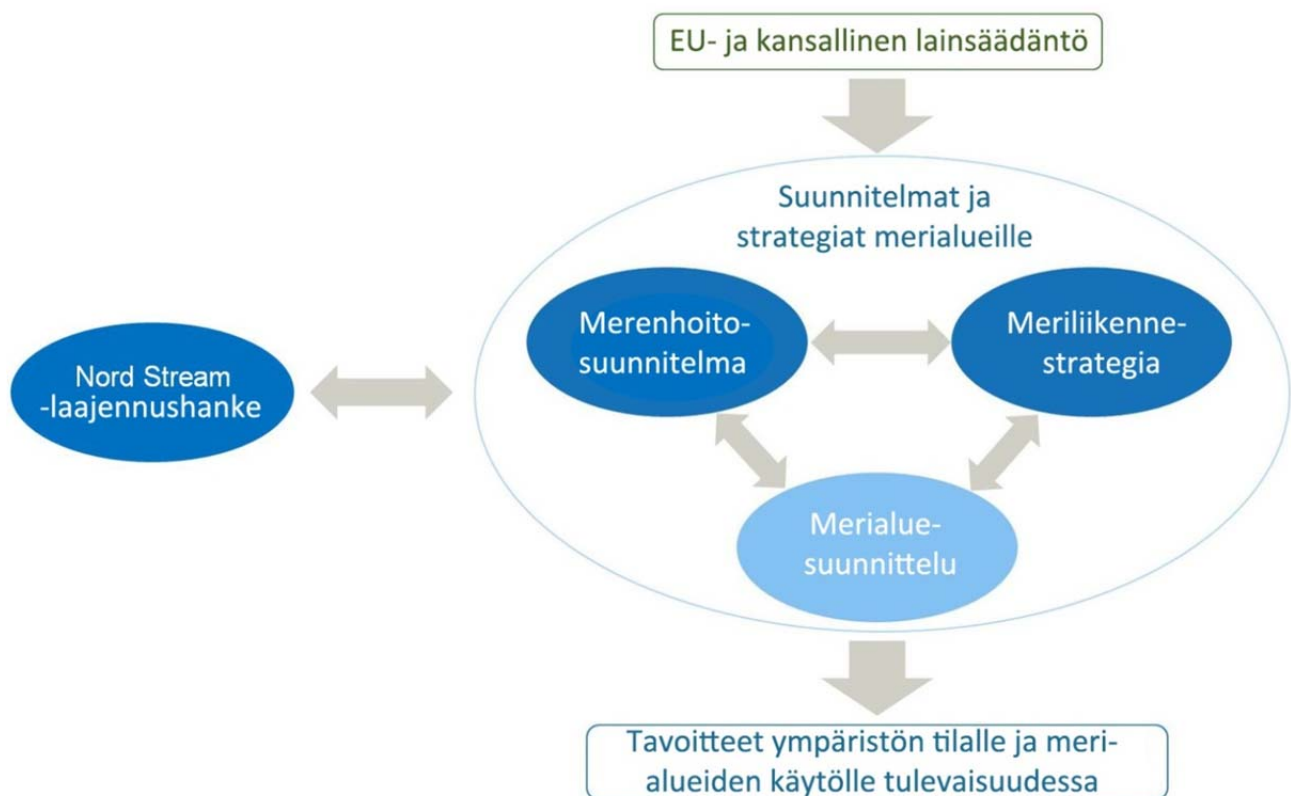 EU- ja kansallinen lainsäädäntö
Suunnitelmat ja
strategiat merialueille
Merenhoito-
suunnitelma
Meriliikenne-
strategia
Nord Stream
-laajennushanke
Merialue-
suunnittelu
Tavoitteet ympäristön tilalle ja meri-
alueiden käytölle tulevaisuudessa